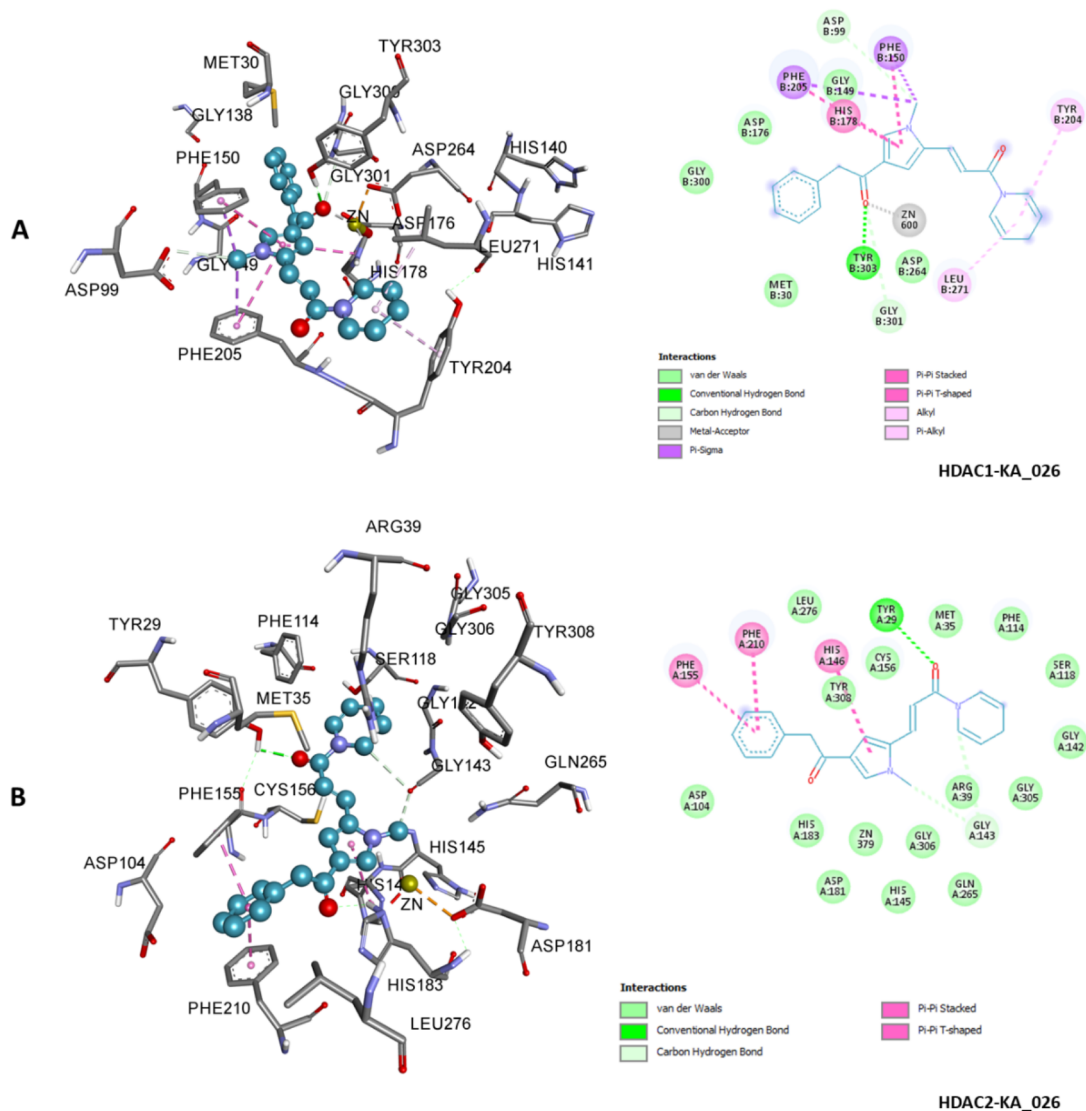 TYR303
MET30
GLY300
GLY138
ASP264
HIS140
PHE150
GLY301
ZN
ASP176
LEU271
HIS141
A
GLY149
HIS178
ASP99
PHE205
TYR204
ASP
B:99
PHE
B:150
PHE
B:205
GLY
B:149
HIS
B:178
TYR
B:204
ASP
B:176
GLY
B:300
N
O
N
O
ZN
B:600
TYR
B:303
ASP
B:264
LEU
B:271
MET
B:30
GLY
B:301
Interactions
van der Waals
Conventional Hydrogen Bond
Carbon Hydrogen Bond
Metal-Acceptor
Pi-Sigma
Pi-Pi Stacked
Pi-Pi T-shaped
Alkyl
Pi-Alkyl
HDAC1-KA_026
ARG39
GLY305
TYR29
PHE114
GLY306
TYR308
SER118
MET35
GLY142
GLY143
GLN265
B
PHE155
CYS156
HIS145
ASP104
ZN
ASP181
HIS183
PHE210
LEU276
LEU
A:276
TYR
A:29
MET
A:35
PHE
A:114
PHE
A:210
HIS
A:146
CYS
A:156
SER
A:118
PHE
A:155
TYR
A:308
O
N
GLY
A:142
O
N
ASP
A:104
ARG
A:39
GLY
A:305
HIS
A:183
ZN
A:379
GLY
A:306
GLY
A:143
ASP
A:181
HIS
A:145
GLN
A:265
Interactions
van der Waals
Conventional Hydrogen Bond
Carbon Hydrogen Bond
Pi-Pi Stacked
Pi-Pi T-shaped
HDAC2-KA_026